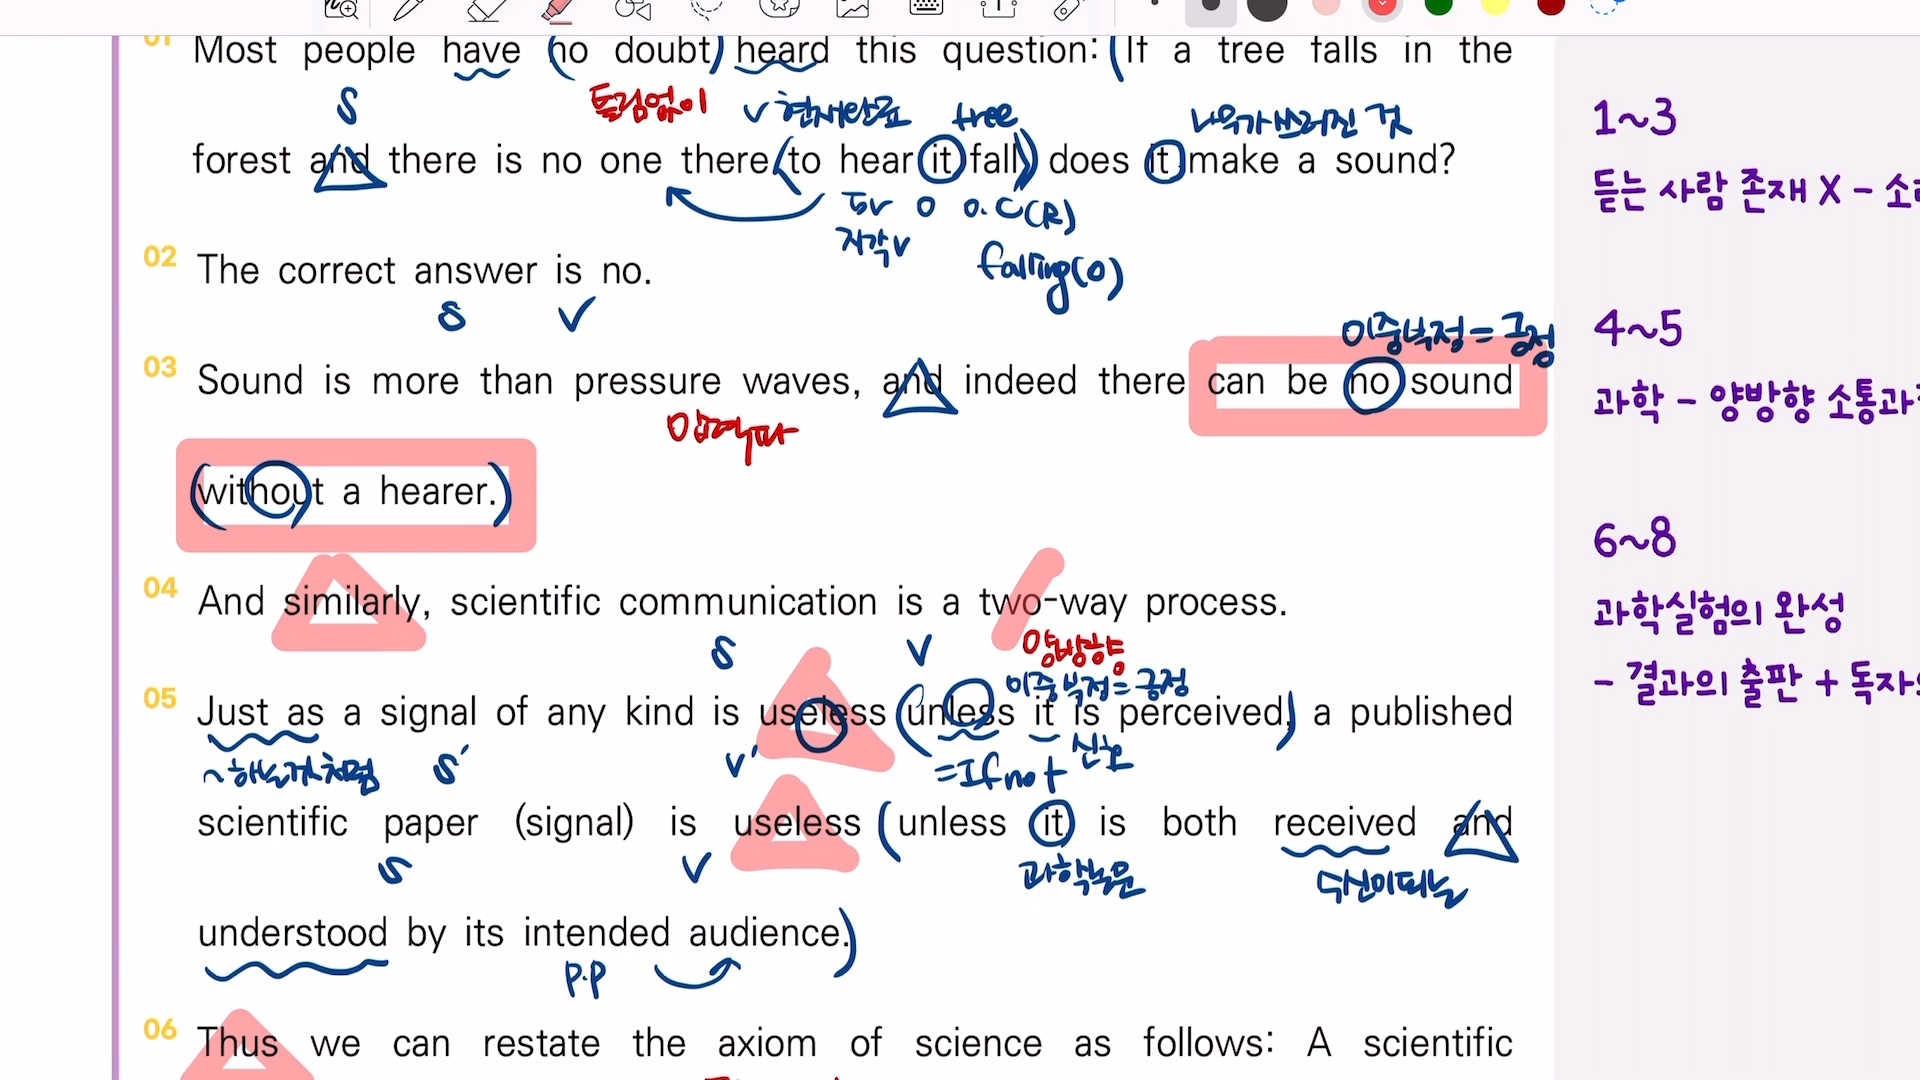 01 Most people have (no doubt) heard this question: (If a tree falls in the
S 틀림없이 v 현재완료 tree 나무가 쓰러진 것
forest and there is no one there (to hear it fall) does it make a sound?
to v O O.C(R)
지각v falling(O)
02 The correct answer is no.
S V
이중부정 = 긍정
03 Sound is more than pressure waves, and indeed there can be no sound
압력파
(without a hearer.)
04 And similarly, scientific communication is a two-way process.
S V 양방향
이중부정 = 긍정
05 Just as a signal of any kind is useless (unless it is perceived,) a published
~하는 것처럼 S' V' = If not 신호
scientific paper (signal) is useless (unless it is both received and
S V 과학논문 수신이 되는
understood by its intended audience.)
p.p
06 Thus we can restate the axiom of science as follows: A scientific
1~3
듣는 사람 존재 X -
4~5
과학 - 양방향
6~8
과학실험의 완성
- 결과의 출판 +